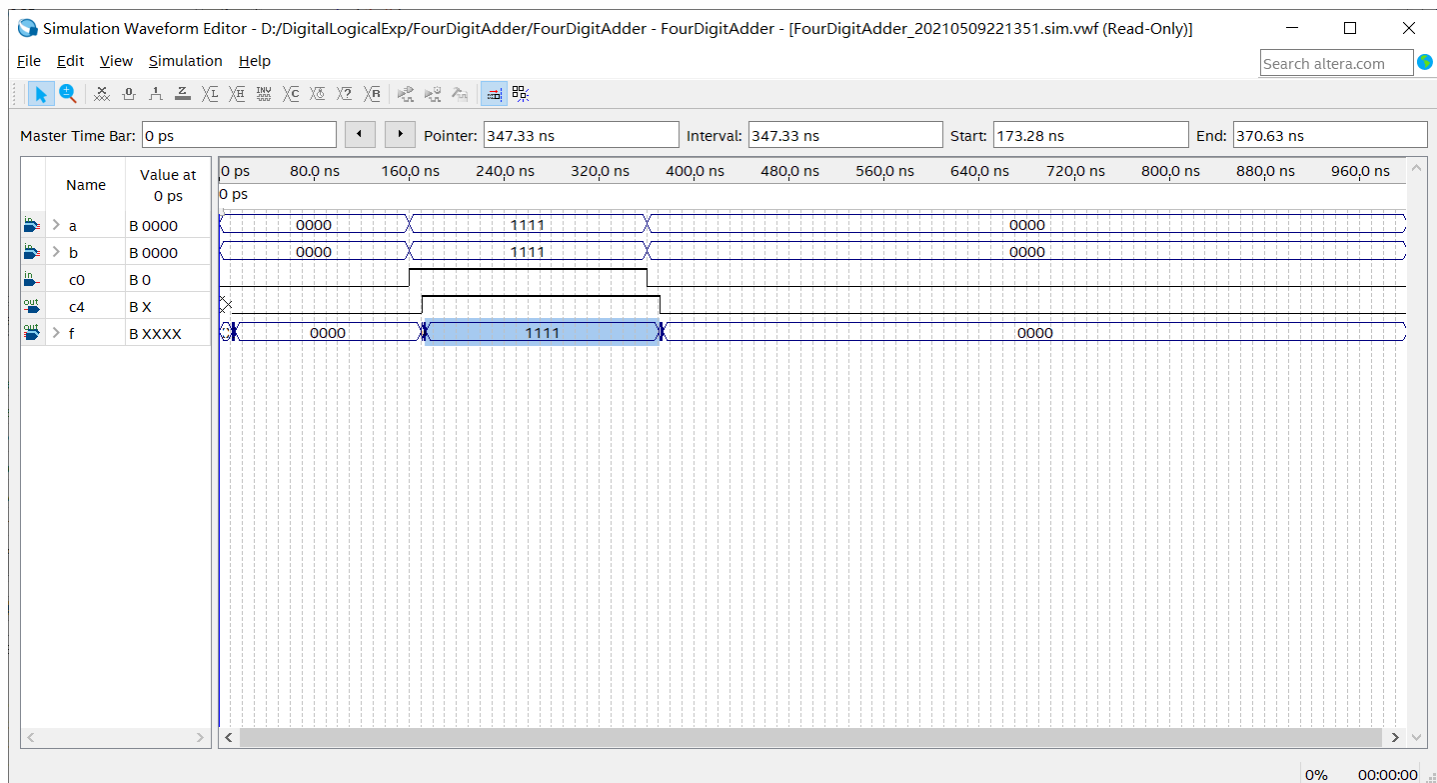 Simulation Waveform Editor - D:/DigitalLogicalExp/FourDigitAdder/FourDigitAdder - FourDigitAdder - [FourDigitAdder_20210509221351.sim.vwf (Read-Only)]
File Edit View Simulation Help
Search altera.com
Master Time Bar: 0 ps Pointer: 347.33 ns Interval: 347.33 ns Start: 173.28 ns End: 370.63 ns
Name Value at 0 ps
0 ps 80.0 ns 160.0 ns 240.0 ns 320.0 ns 400.0 ns 480.0 ns 560.0 ns 640.0 ns 720.0 ns 800.0 ns 880.0 ns 960.0 ns
0 ps
in a B 0000 0000 1111 0000
in b B 0000 0000 1111 0000
in c0 B 0
out c4 B X
out f B XXXX 0000 1111 0000
0% 00:00:00